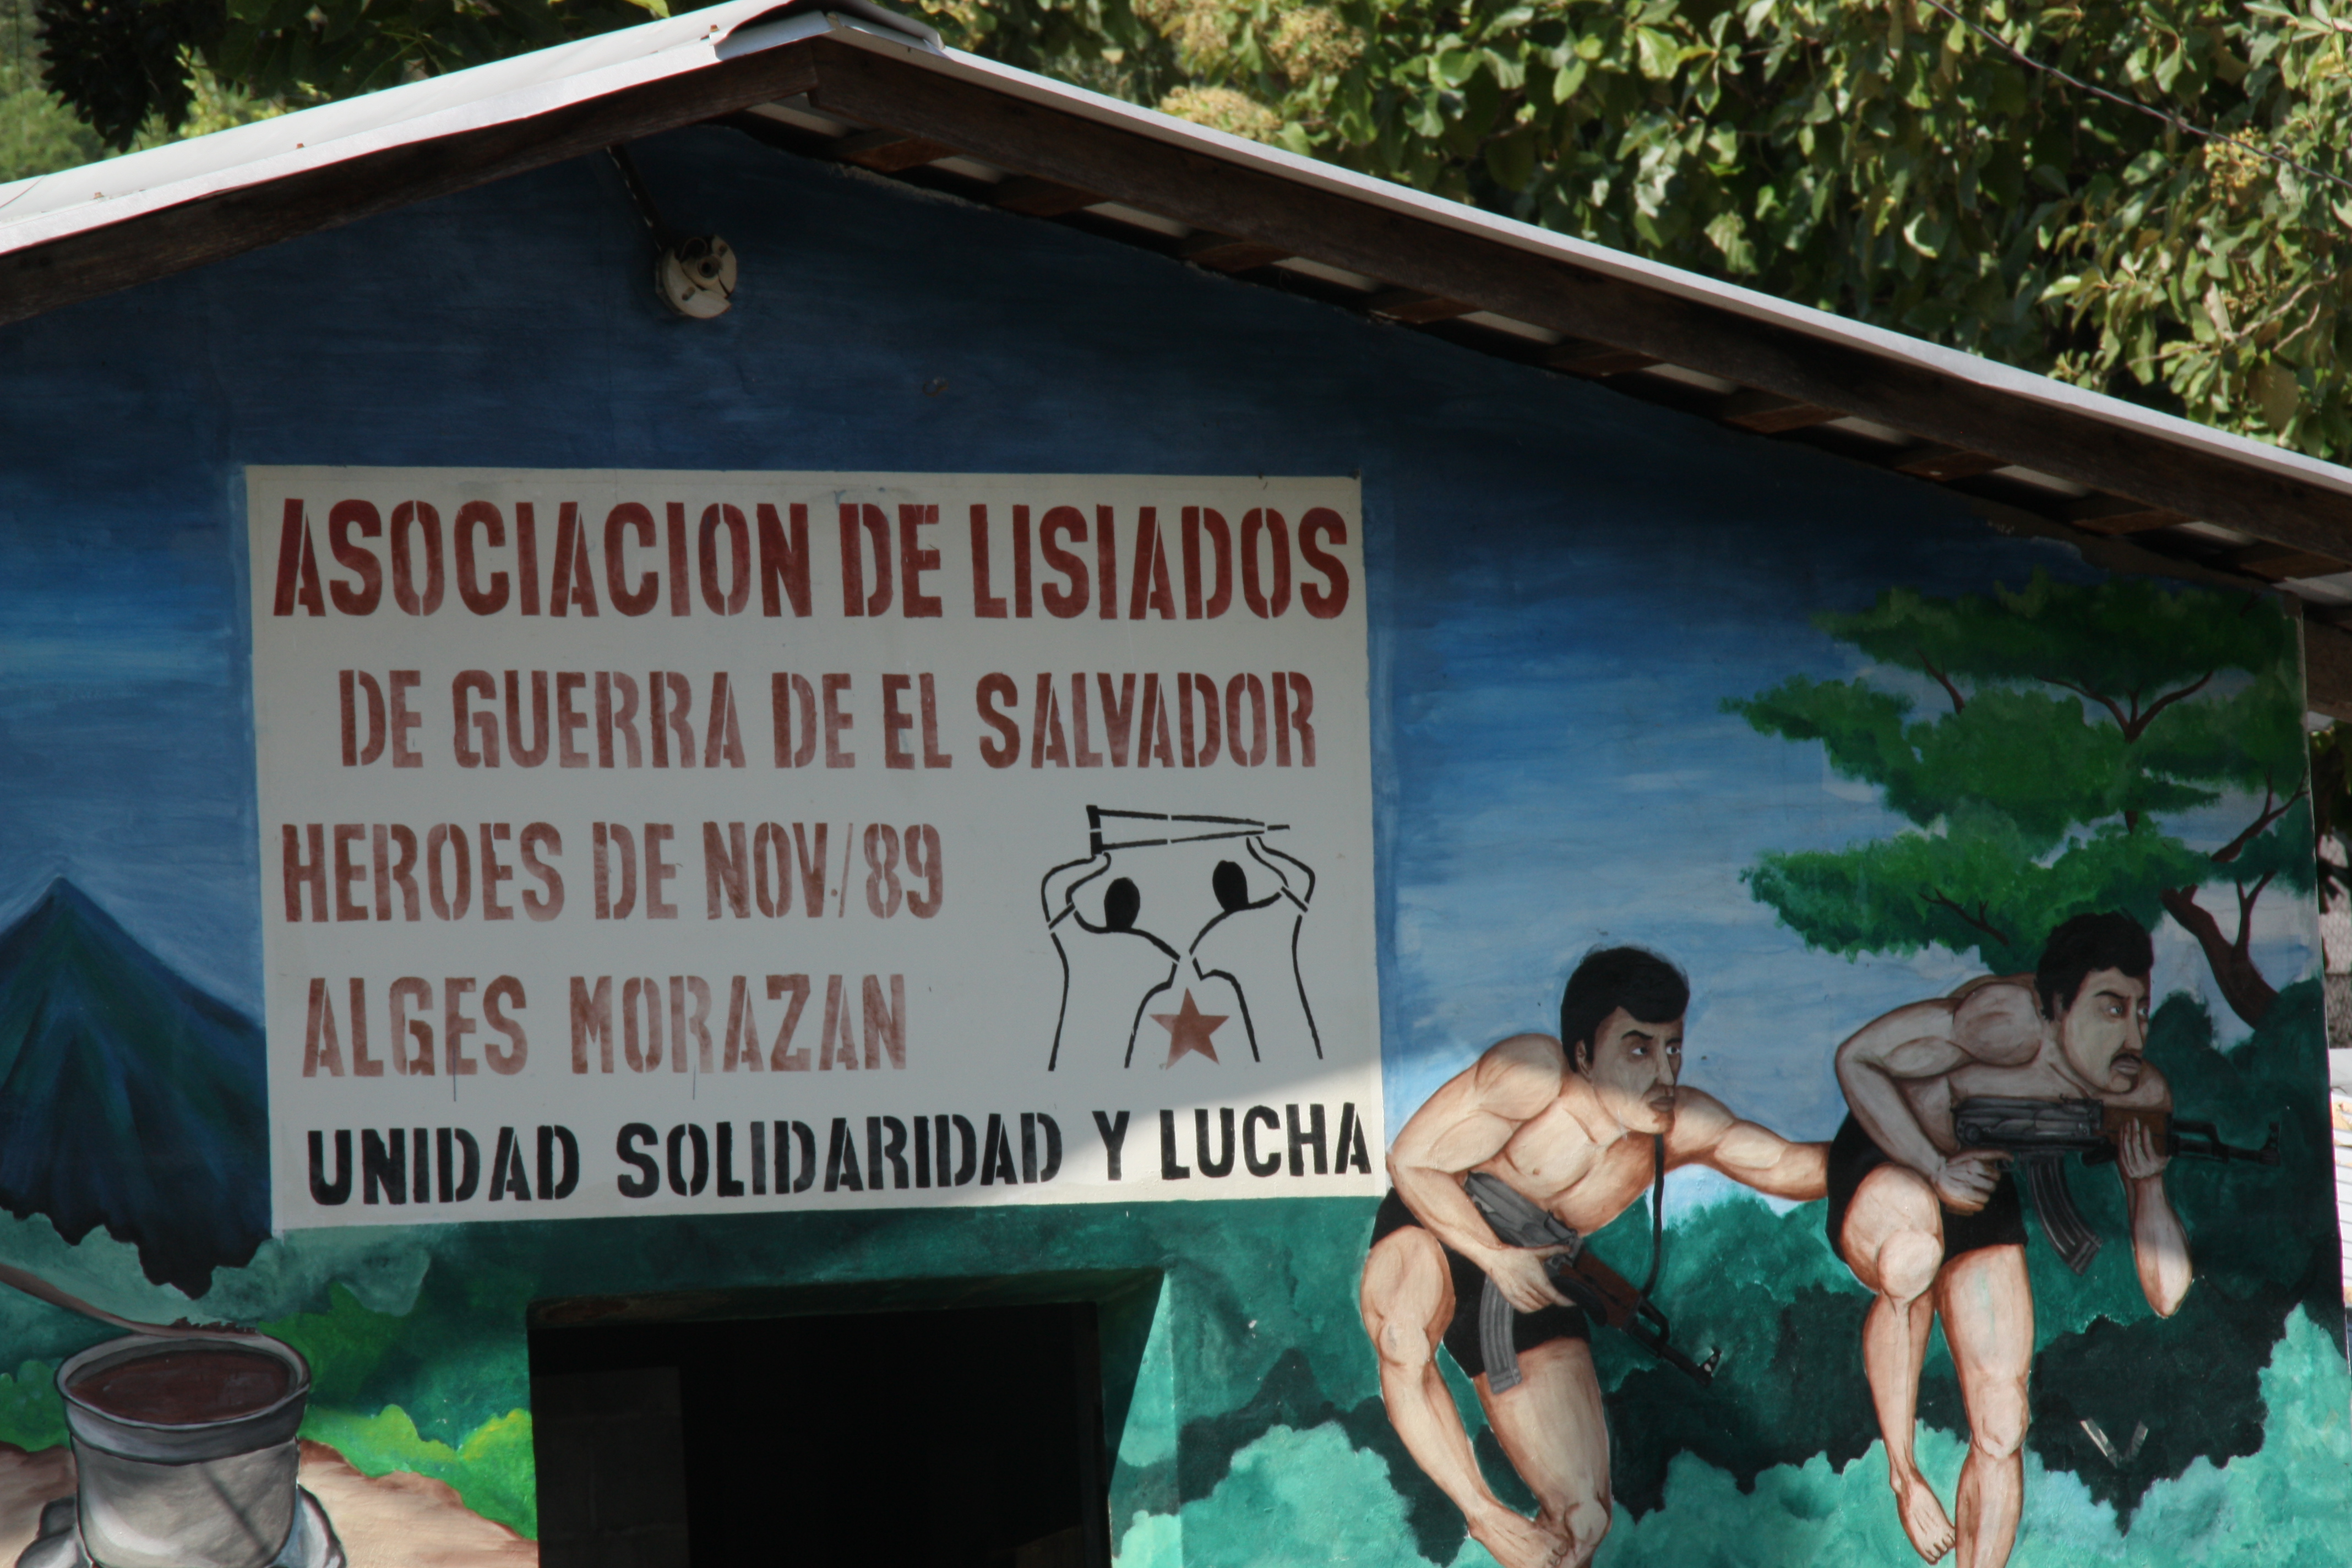 ASOCIACION DE LISIADOS
DE GUERRA DE EL SALVADOR
HEROES DE NOV./89
ALGES MORAZAN
UNIDAD SOLIDARIDAD Y LUCHA